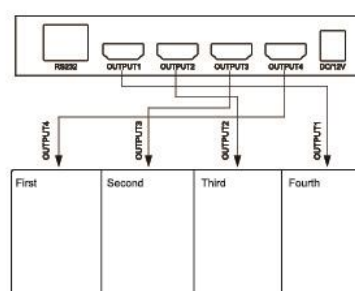 RS232 OUTPUT1 OUTPUT2 OUTPUT3 OUTPUT4 DC/12V
OUTPUT4 OUTPUT3 OUTPUT2 OUTPUT1
First Second Third Fourth